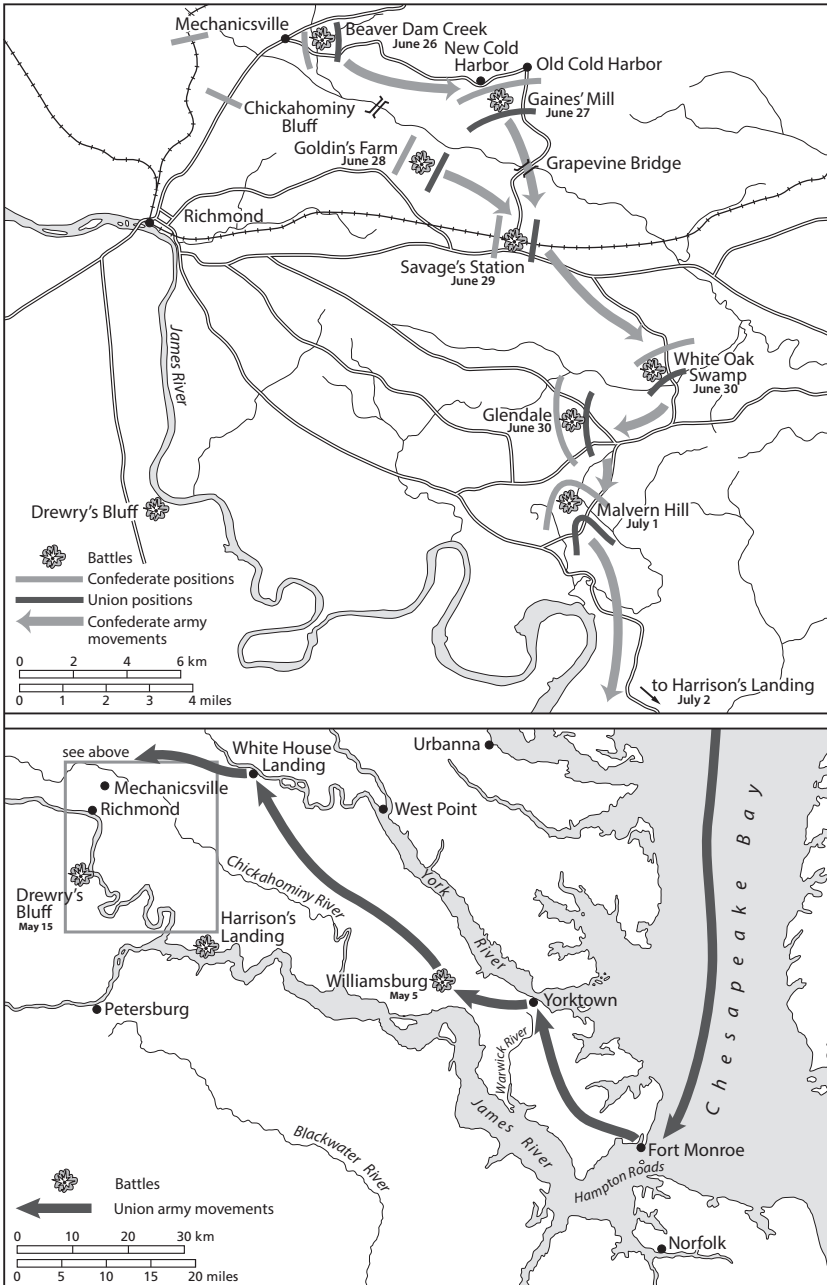 Mechanicsville
Beaver Dam Creek
June 26
New Cold
Harbor
Old Cold Harbor
Chickahominy
Bluff
Gaines’ Mill
June 27
Goldin’s Farm
June 28
Grapevine Bridge
Richmond
Savage’s Station
June 29
James River
White Oak
Swamp
June 30
Glendale
June 30
Drewry’s Bluff
Malvern Hill
July 1
Battles
Confederate positions
Union positions
Confederate army
movements
0 2 4 6 km
0 1 2 3 4 miles
to Harrison’s Landing
July 2
see above
White House
Landing
Urbanna
Mechanicsville
Richmond
West Point
Chesapeake Bay
Chickahominy River
York
River
Drewry’s
Bluff
May 15
Harrison’s
Landing
Williamsburg
May 5
Yorktown
Petersburg
Warwick River
James
River
Fort Monroe
Hampton Roads
Blackwater
River
Norfolk
Battles
Union army movements
0 10 20 30 km
0 5 10 15 20 miles